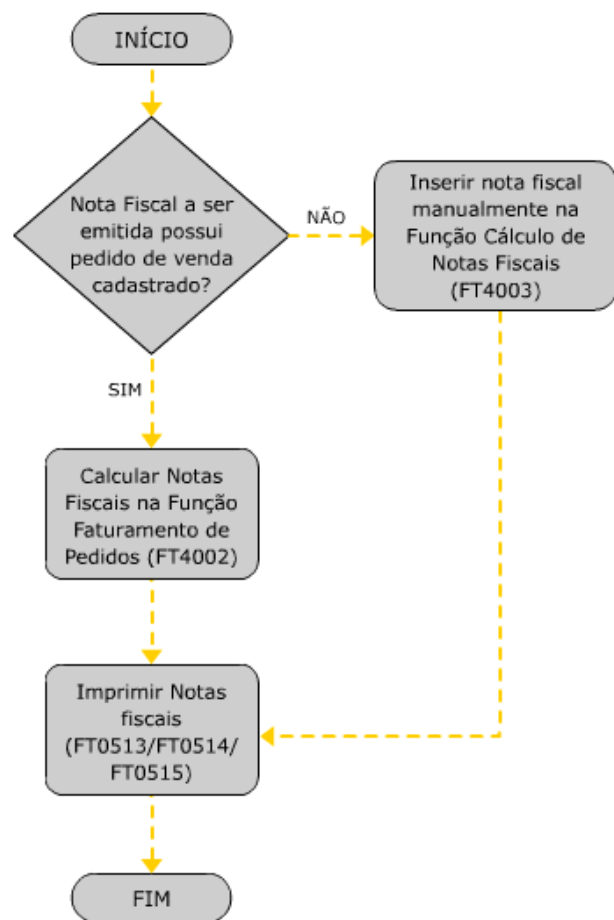 INÍCIO
Nota Fiscal a ser
emitida possui
pedido de venda
cadastrado?
NÃO
Inserir nota fiscal
manualmente na
Função Cálculo de
Notas Fiscais
(FT4003)
SIM
Calcular Notas
Fiscais na Função
Faturamento de
Pedidos (FT4002)
Imprimir Notas
fiscais
(FT0513/FT0514/
FT0515)
FIM